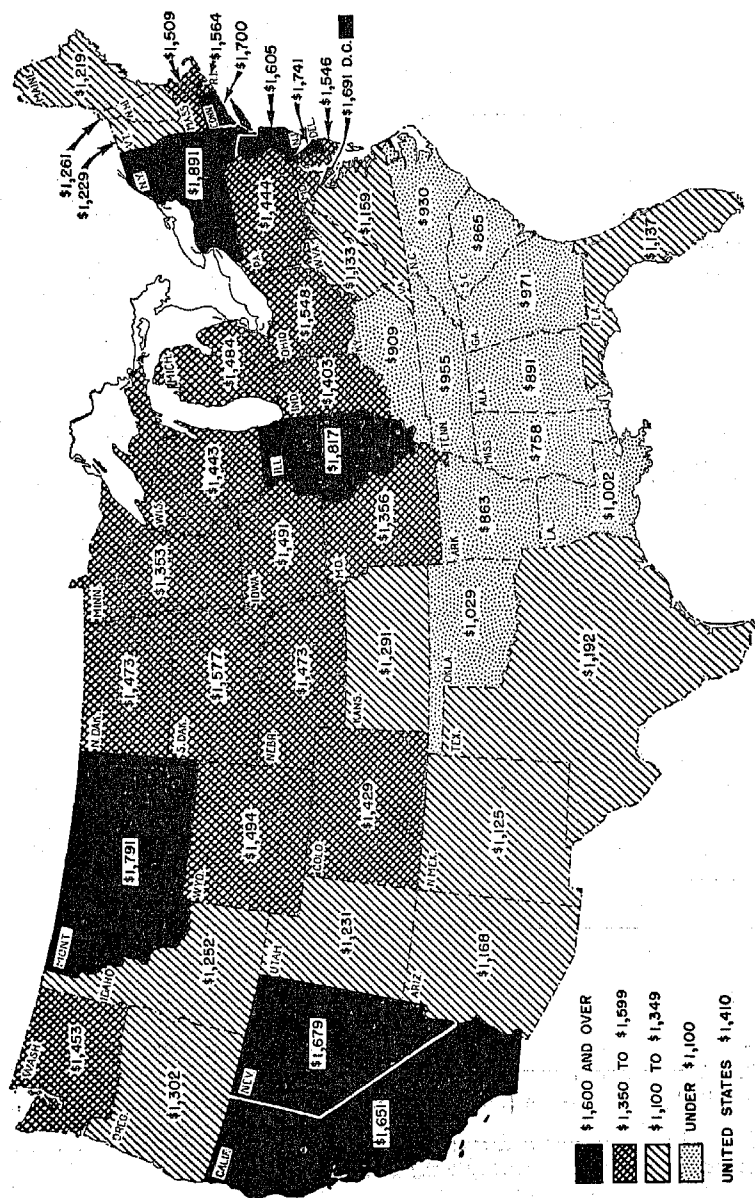 WASH.
$1,453
OREG.
$1,302
CALIF.
$1,651
NEV.
$1,679
IDAHO
$1,252
MONT
$1,791
WYO.
$1,494
UTAH
$1,231
COLO.
$1,429
ARIZ.
$1,168
N.MEX.
$1,125
N.DAK.
$1,473
S.DAK.
$1,577
NEBR.
$1,473
KANS.
$1,291
OKLA.
$1,029
TEX.
$1,192
MINN.
$1,353
IOWA
$1,491
MO.
$1,356
ARK.
$863
LA.
$1,002
WIS.
$1,443
ILL.
$1,817
MICH.
$1,484
IND.
$1,403
OHIO
$1,548
$909
TENN.
$955
MISS.
$758
ALA.
$891
GA.
$971
FLA.
$1,137
S.C.
$865
N.C.
$930
VA.
$1,159
W.VA.
$1,133
PA.
$1,444
N.Y.
$1,891
$1,261
$1,229
VT.
N.H.
MAINE
$1,219
MASS.
$1,509
R.I.
$1,564
CONN.
$1,700
$1,605
N.J.
$1,741
DEL.
$1,546
$1,691 D.C.
$1,600 AND OVER
$1,350 TO $1,599
$1,100 TO $1,349
UNDER $1,100
UNITED STATES $1,410